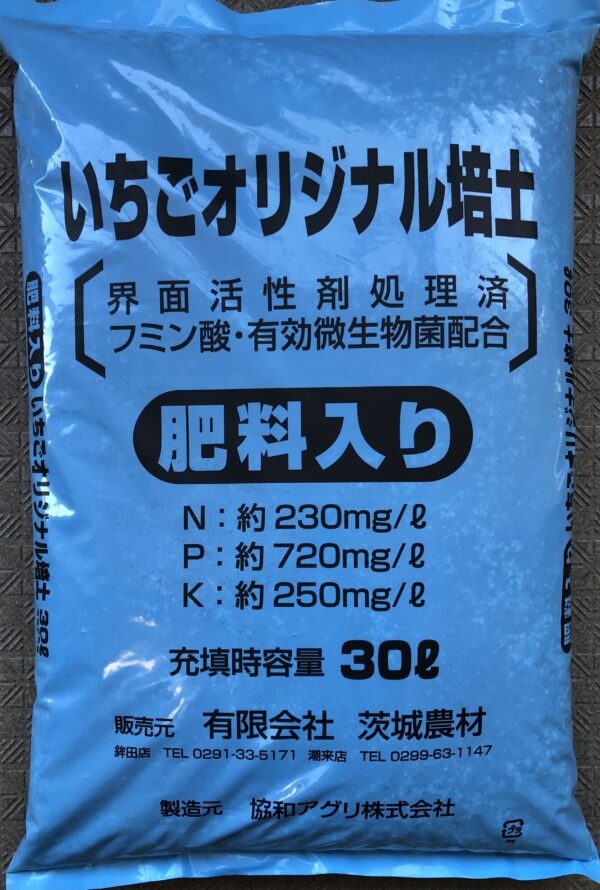 いちごオリジナル培土
界面活性剤処理済
フミン酸・有効微生物菌配合
肥料入り
N：約230mg/ℓ
P：約720mg/ℓ
K：約250mg/ℓ
充填時容量 30ℓ
販売元 有限会社 茨城農材
鉾田店 TEL 0291-33-5171 潮来店 TEL 0299-63-1147
製造元 協和アグリ株式会社
プラ
PE
肥料入り いちごオリジナル培土 30ℓ